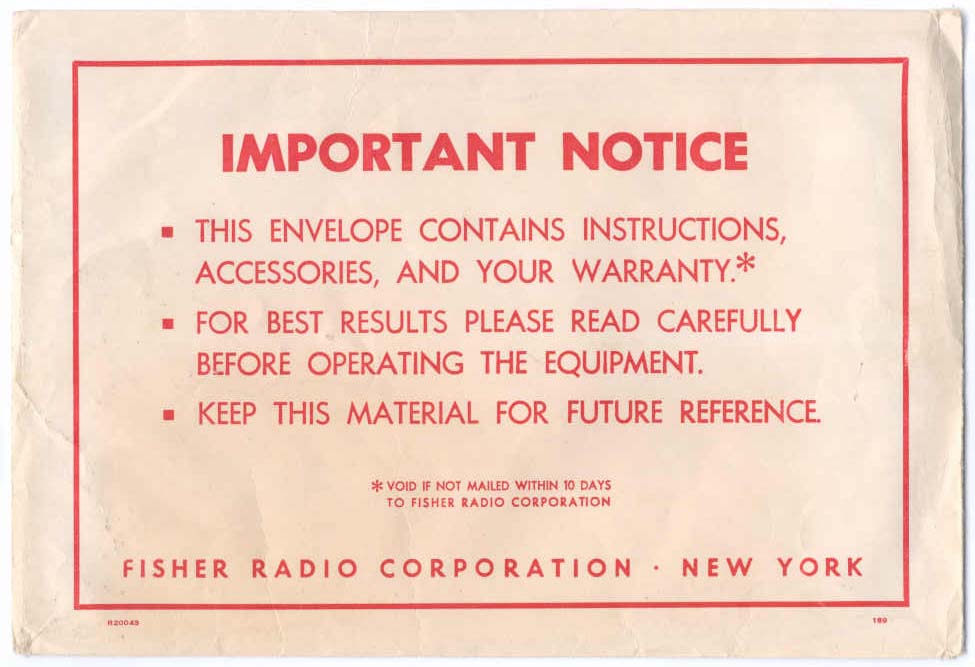 IMPORTANT NOTICE
▪ THIS ENVELOPE CONTAINS INSTRUCTIONS,
ACCESSORIES, AND YOUR WARRANTY.*
▪ FOR BEST RESULTS PLEASE READ CAREFULLY
BEFORE OPERATING THE EQUIPMENT.
▪ KEEP THIS MATERIAL FOR FUTURE REFERENCE.
* VOID IF NOT MAILED WITHIN 10 DAYS
TO FISHER RADIO CORPORATION
FISHER RADIO CORPORATION · NEW YORK
R20043
189